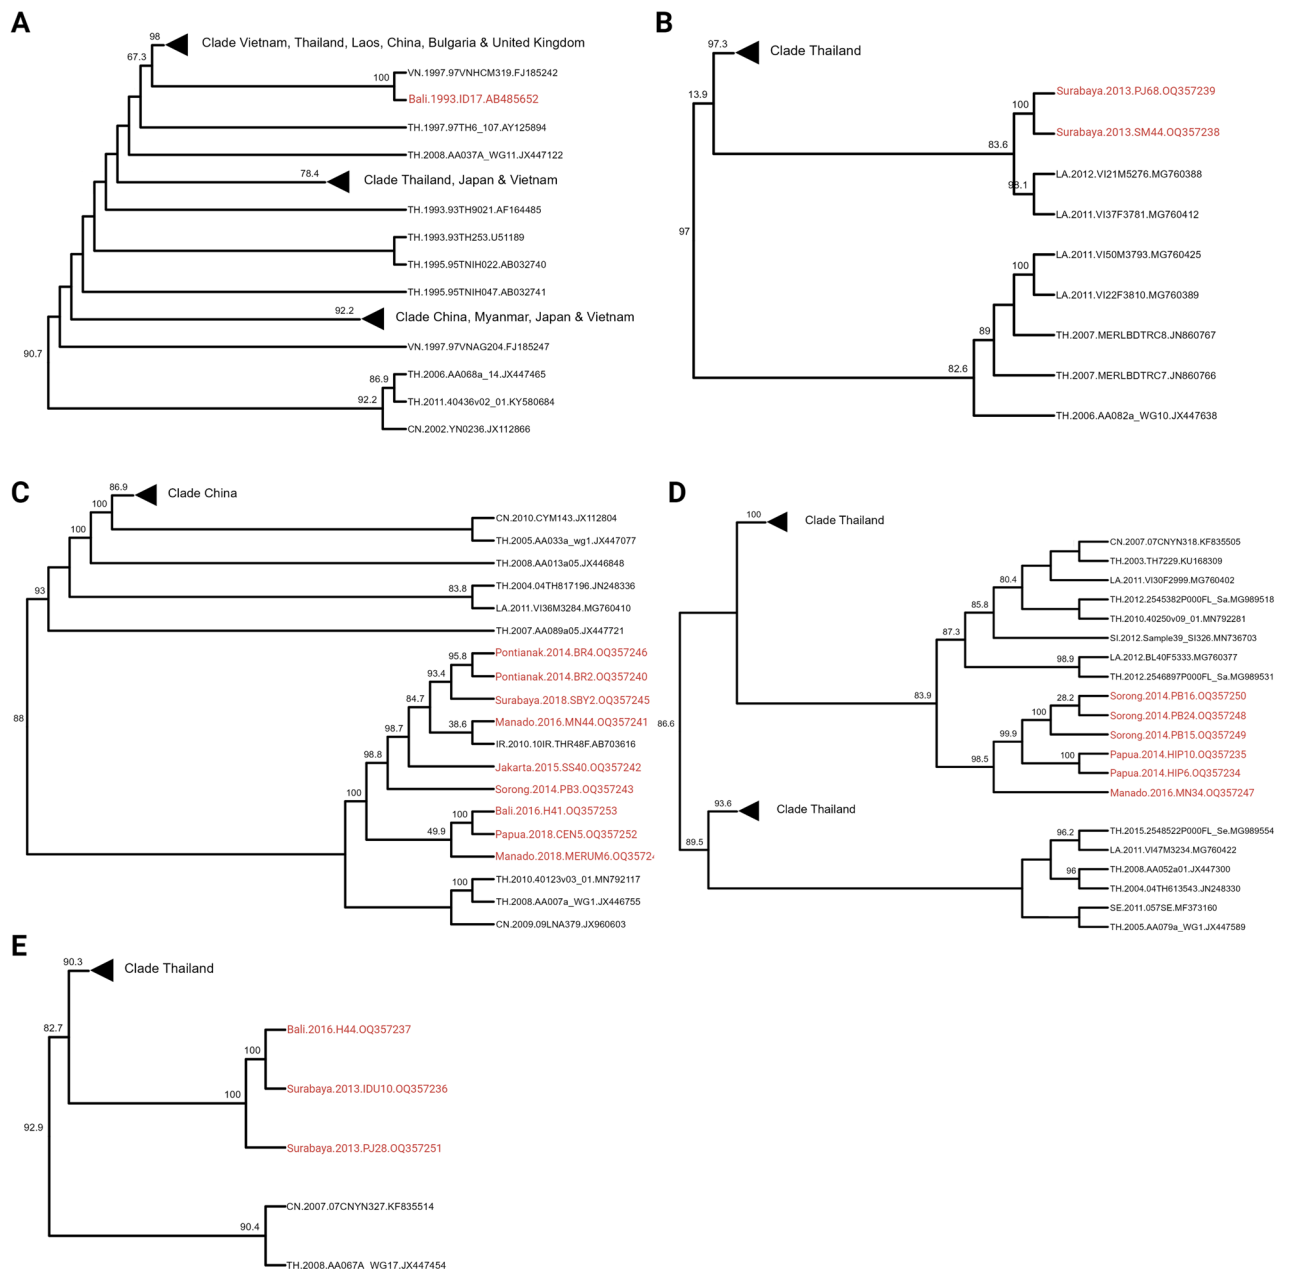 A
98
Clade Vietnam, Thailand, Laos, China, Bulgaria & United Kingdom
67.3
VN.1997.97VNHCM319.FJ185242
100
Bali.1993.ID17.AB485652
TH.1997.97TH6_107.AY125894
TH.2008.AA037A_WG11.JX447122
78.4
Clade Thailand, Japan & Vietnam
TH.1993.93TH9021.AF164485
TH.1993.93TH253.U51189
TH.1995.95TNIH022.AB032740
TH.1995.95TNIH047.AB032741
92.2
Clade China, Myanmar, Japan & Vietnam
VN.1997.97VNAG204.FJ185247
90.7
TH.2006.AA068a_14.JX447465
86.9
TH.2011.40436v02_01.KY580684
92.2
CN.2002.YN0236.JX112866
B
97.3
Clade Thailand
13.9
Surabaya.2013.PJ68.OQ357239
100
Surabaya.2013.SM44.OQ357238
83.6
LA.2012.VI21M5276.MG760388
98.1
LA.2011.VI37F3781.MG760412
97
LA.2011.VI50M3793.MG760425
100
LA.2011.VI22F3810.MG760389
89
TH.2007.MERLBDTRC8.JN860767
82.6
TH.2007.MERLBDTRC7.JN860766
TH.2006.AA082a_WG10.JX447638
C
86.9
Clade China
100
CN.2010.CYM143.JX112804
100
TH.2005.AA033a_wg1.JX447077
TH.2008.AA013a05.JX446848
93
83.8
TH.2004.04TH817196.JN248336
LA.2011.VI36M3284.MG760410
TH.2007.AA089a05.JX447721
Pontianak.2014.BR4.OQ357246
95.8
93.4
Pontianak.2014.BR2.OQ357240
84.7
Surabaya.2018.SBY2.OQ357245
88
98.7
Manado.2016.MN44.OQ357241
38.6
IR.2010.10IR.THR48F.AB703616
98.8
Jakarta.2015.SS40.OQ357242
Sorong.2014.PB3.OQ357243
100
Bali.2016.H41.OQ357253
100
49.9
Papua.2018.CEN5.OQ357252
Manado.2018.MERUM6.OQ35724
TH.2010.40123v03_01.MN792117
100
TH.2008.AA007a_WG1.JX446755
CN.2009.09LNA379.JX960603
D
100
Clade Thailand
CN.2007.07CNYN318.KF835505
TH.2003.TH7229.KU168309
80.4
LA.2011.VI30F2999.MG760402
85.8
TH.2012.2545382P000FL_Sa.MG989518
TH.2010.40250v09_01.MN792281
87.3
SI.2012.Sample39_SI326.MN736703
98.9
LA.2012.BL40F5333.MG760377
TH.2012.2546897P000FL_Sa.MG989531
83.9
28.2
Sorong.2014.PB16.OQ357250
100
Sorong.2014.PB24.OQ357248
86.6
99.9
Sorong.2014.PB15.OQ357249
100
Papua.2014.HIP10.OQ357235
98.5
Papua.2014.HIP6.OQ357234
Manado.2016.MN34.OQ357247
93.6
Clade Thailand
89.5
96.2
TH.2015.2548522P000FL_Se.MG989554
LA.2011.VI47M3234.MG760422
96
TH.2008.AA052a01.JX447300
TH.2004.04TH613543.JN248330
SE.2011.057SE.MF373160
TH.2005.AA079a_WG1.JX447589
E
90.3
Clade Thailand
82.7
Bali.2016.H44.OQ357237
100
Surabaya.2013.IDU10.OQ357236
100
92.9
Surabaya.2013.PJ28.OQ357251
CN.2007.07CNYN327.KF835514
90.4
TH.2008.AA067A_WG17.JX447454